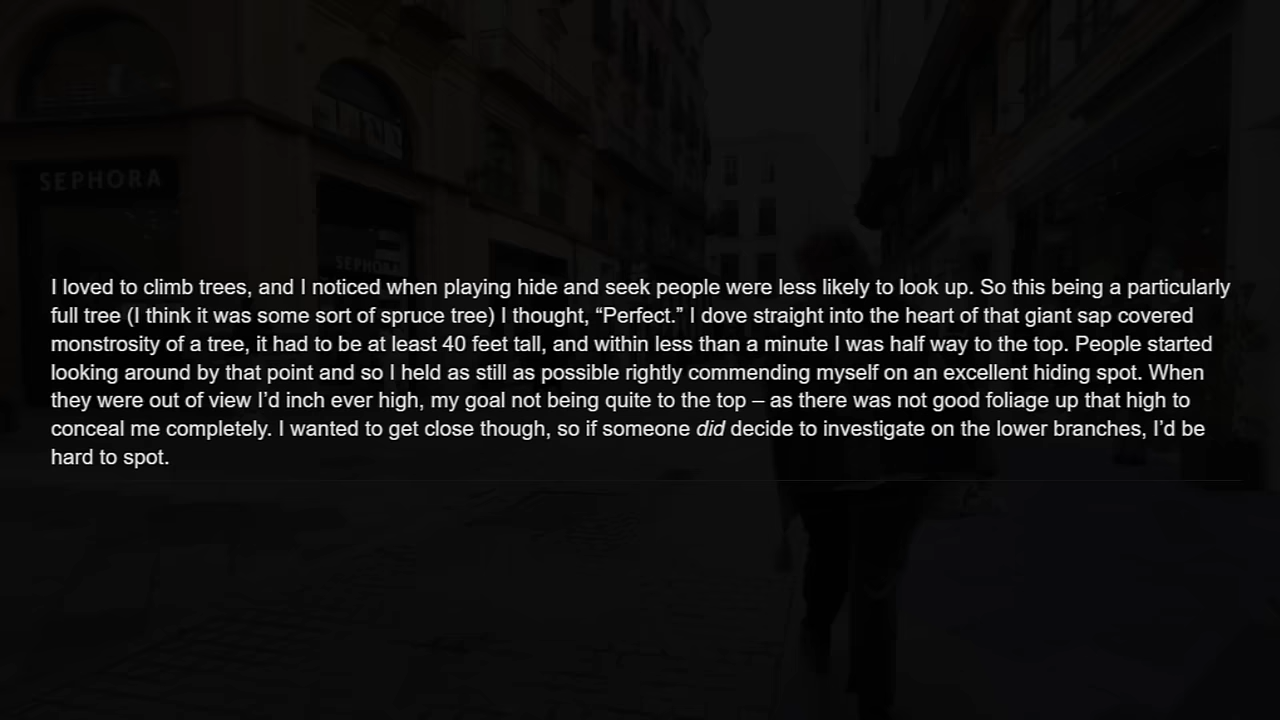 SEPHORA
SEPHORA
I loved to climb trees, and I noticed when playing hide and seek people were less likely to look up. So this being a particularly
full tree (I think it was some sort of spruce tree) I thought, “Perfect.” I dove straight into the heart of that giant sap covered
monstrosity of a tree, it had to be at least 40 feet tall, and within less than a minute I was half way to the top. People started
looking around by that point and so I held as still as possible rightly commending myself on an excellent hiding spot. When
they were out of view I’d inch ever high, my goal not being quite to the top – as there was not good foliage up that high to
conceal me completely. I wanted to get close though, so if someone did decide to investigate on the lower branches, I’d be
hard to spot.